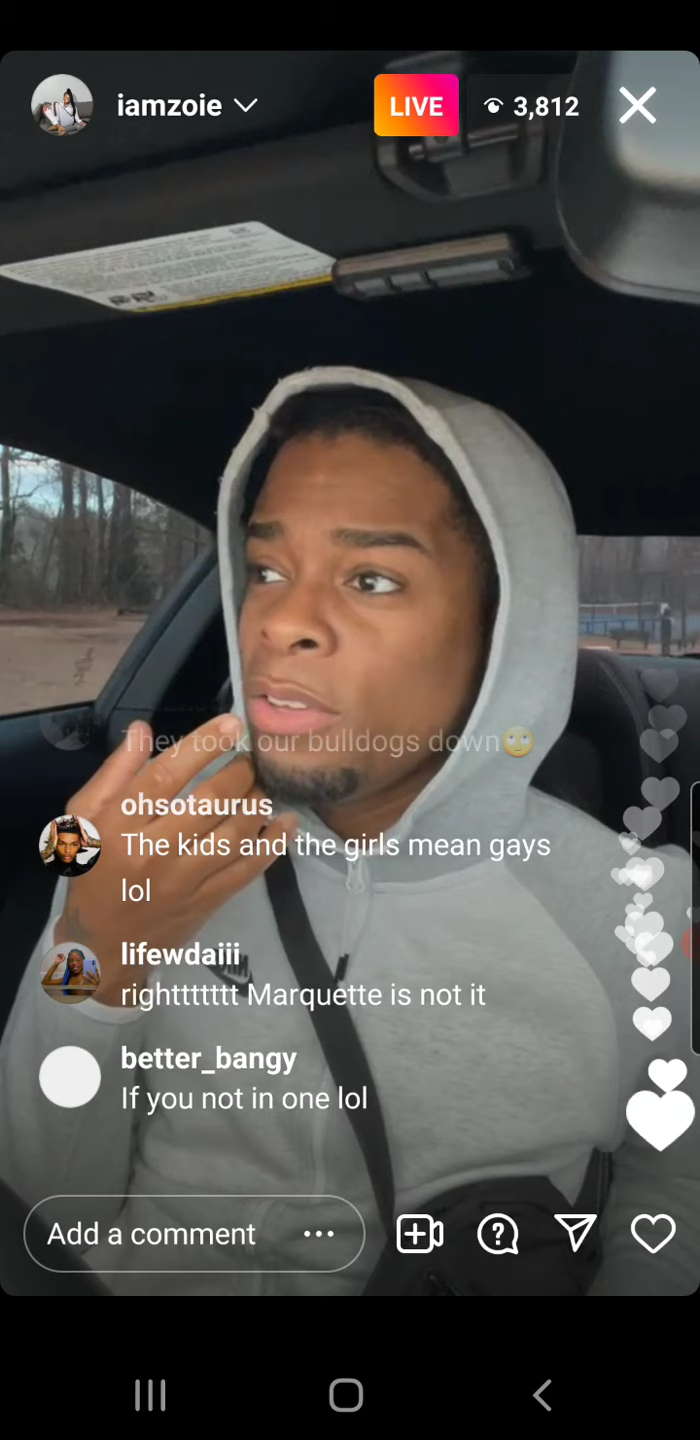 iamzoie
LIVE
3,812
They took our bulldogs down🙄
ohsotaurus
The kids and the girls mean gays
lol
lifewdaiii
rightttttt Marquette is not it
better_bangy
If you not in one lol
Add a comment